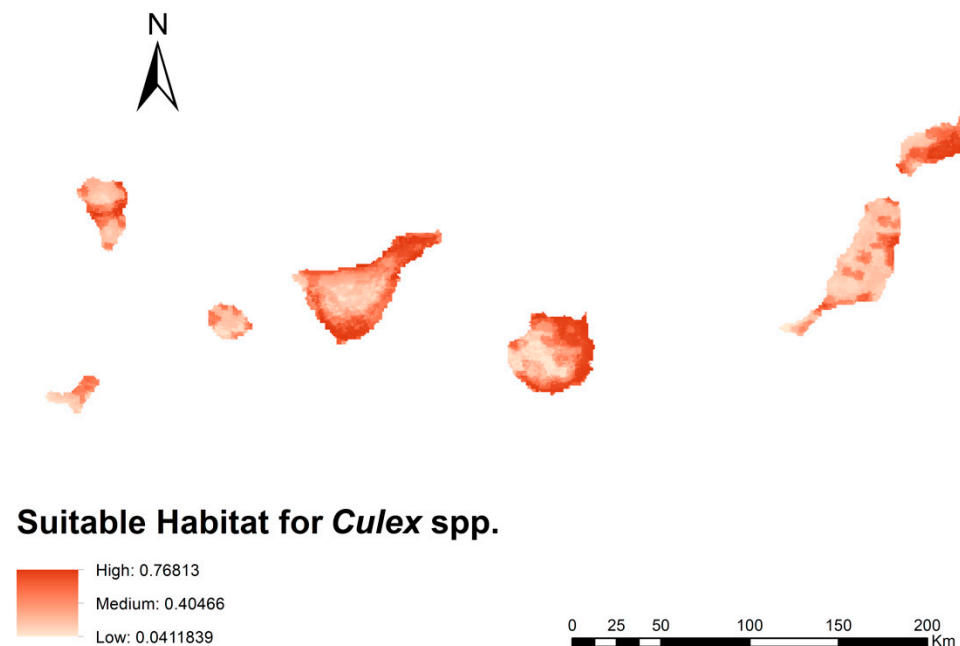 N
Suitable Habitat for Culex spp.
High: 0.76813
Medium: 0.40466
Low: 0.0411839
0 25 50 100 150 200
Km